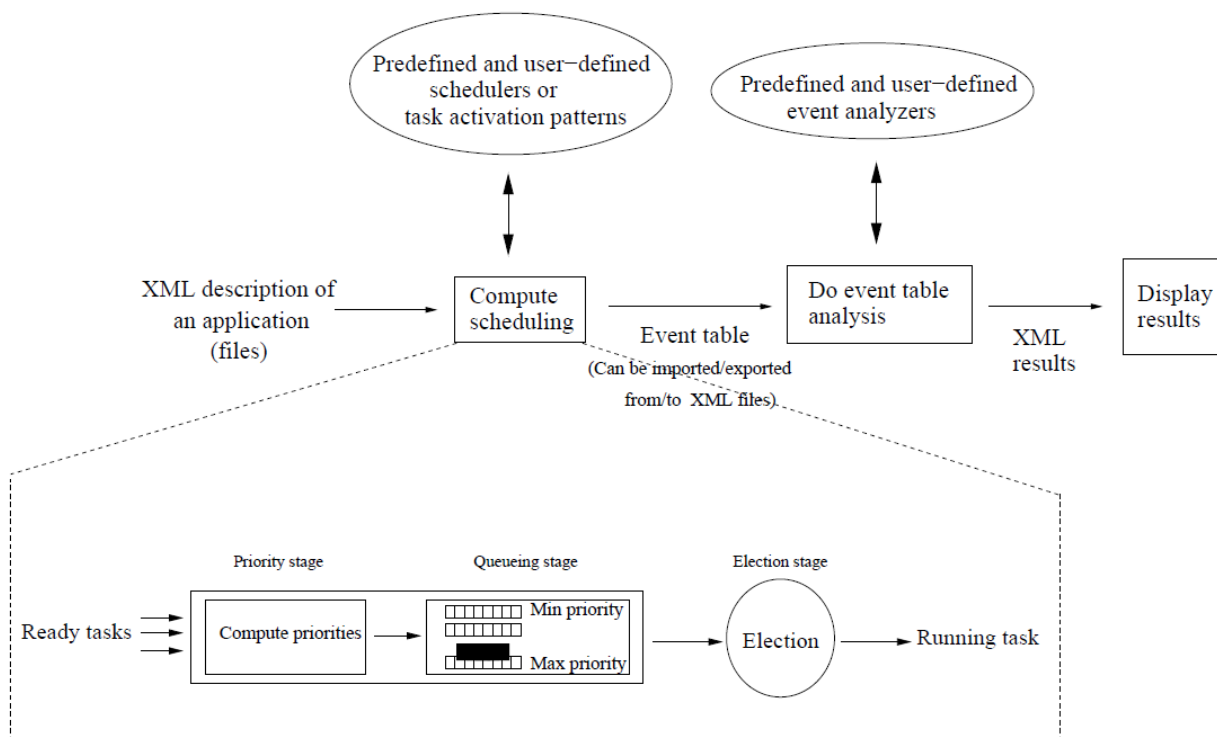 Predefined and user−defined
schedulers or
task activation patterns
Predefined and user−defined
event analyzers
XML description of
an application
(files)
Compute
scheduling
Event table
(Can be imported/exported
from/to XML files)
Do event table
analysis
XML
results
Display
results
Priority stage
Queueing stage
Election stage
Ready tasks
Compute priorities
Min priority
Max priority
Election
Running task